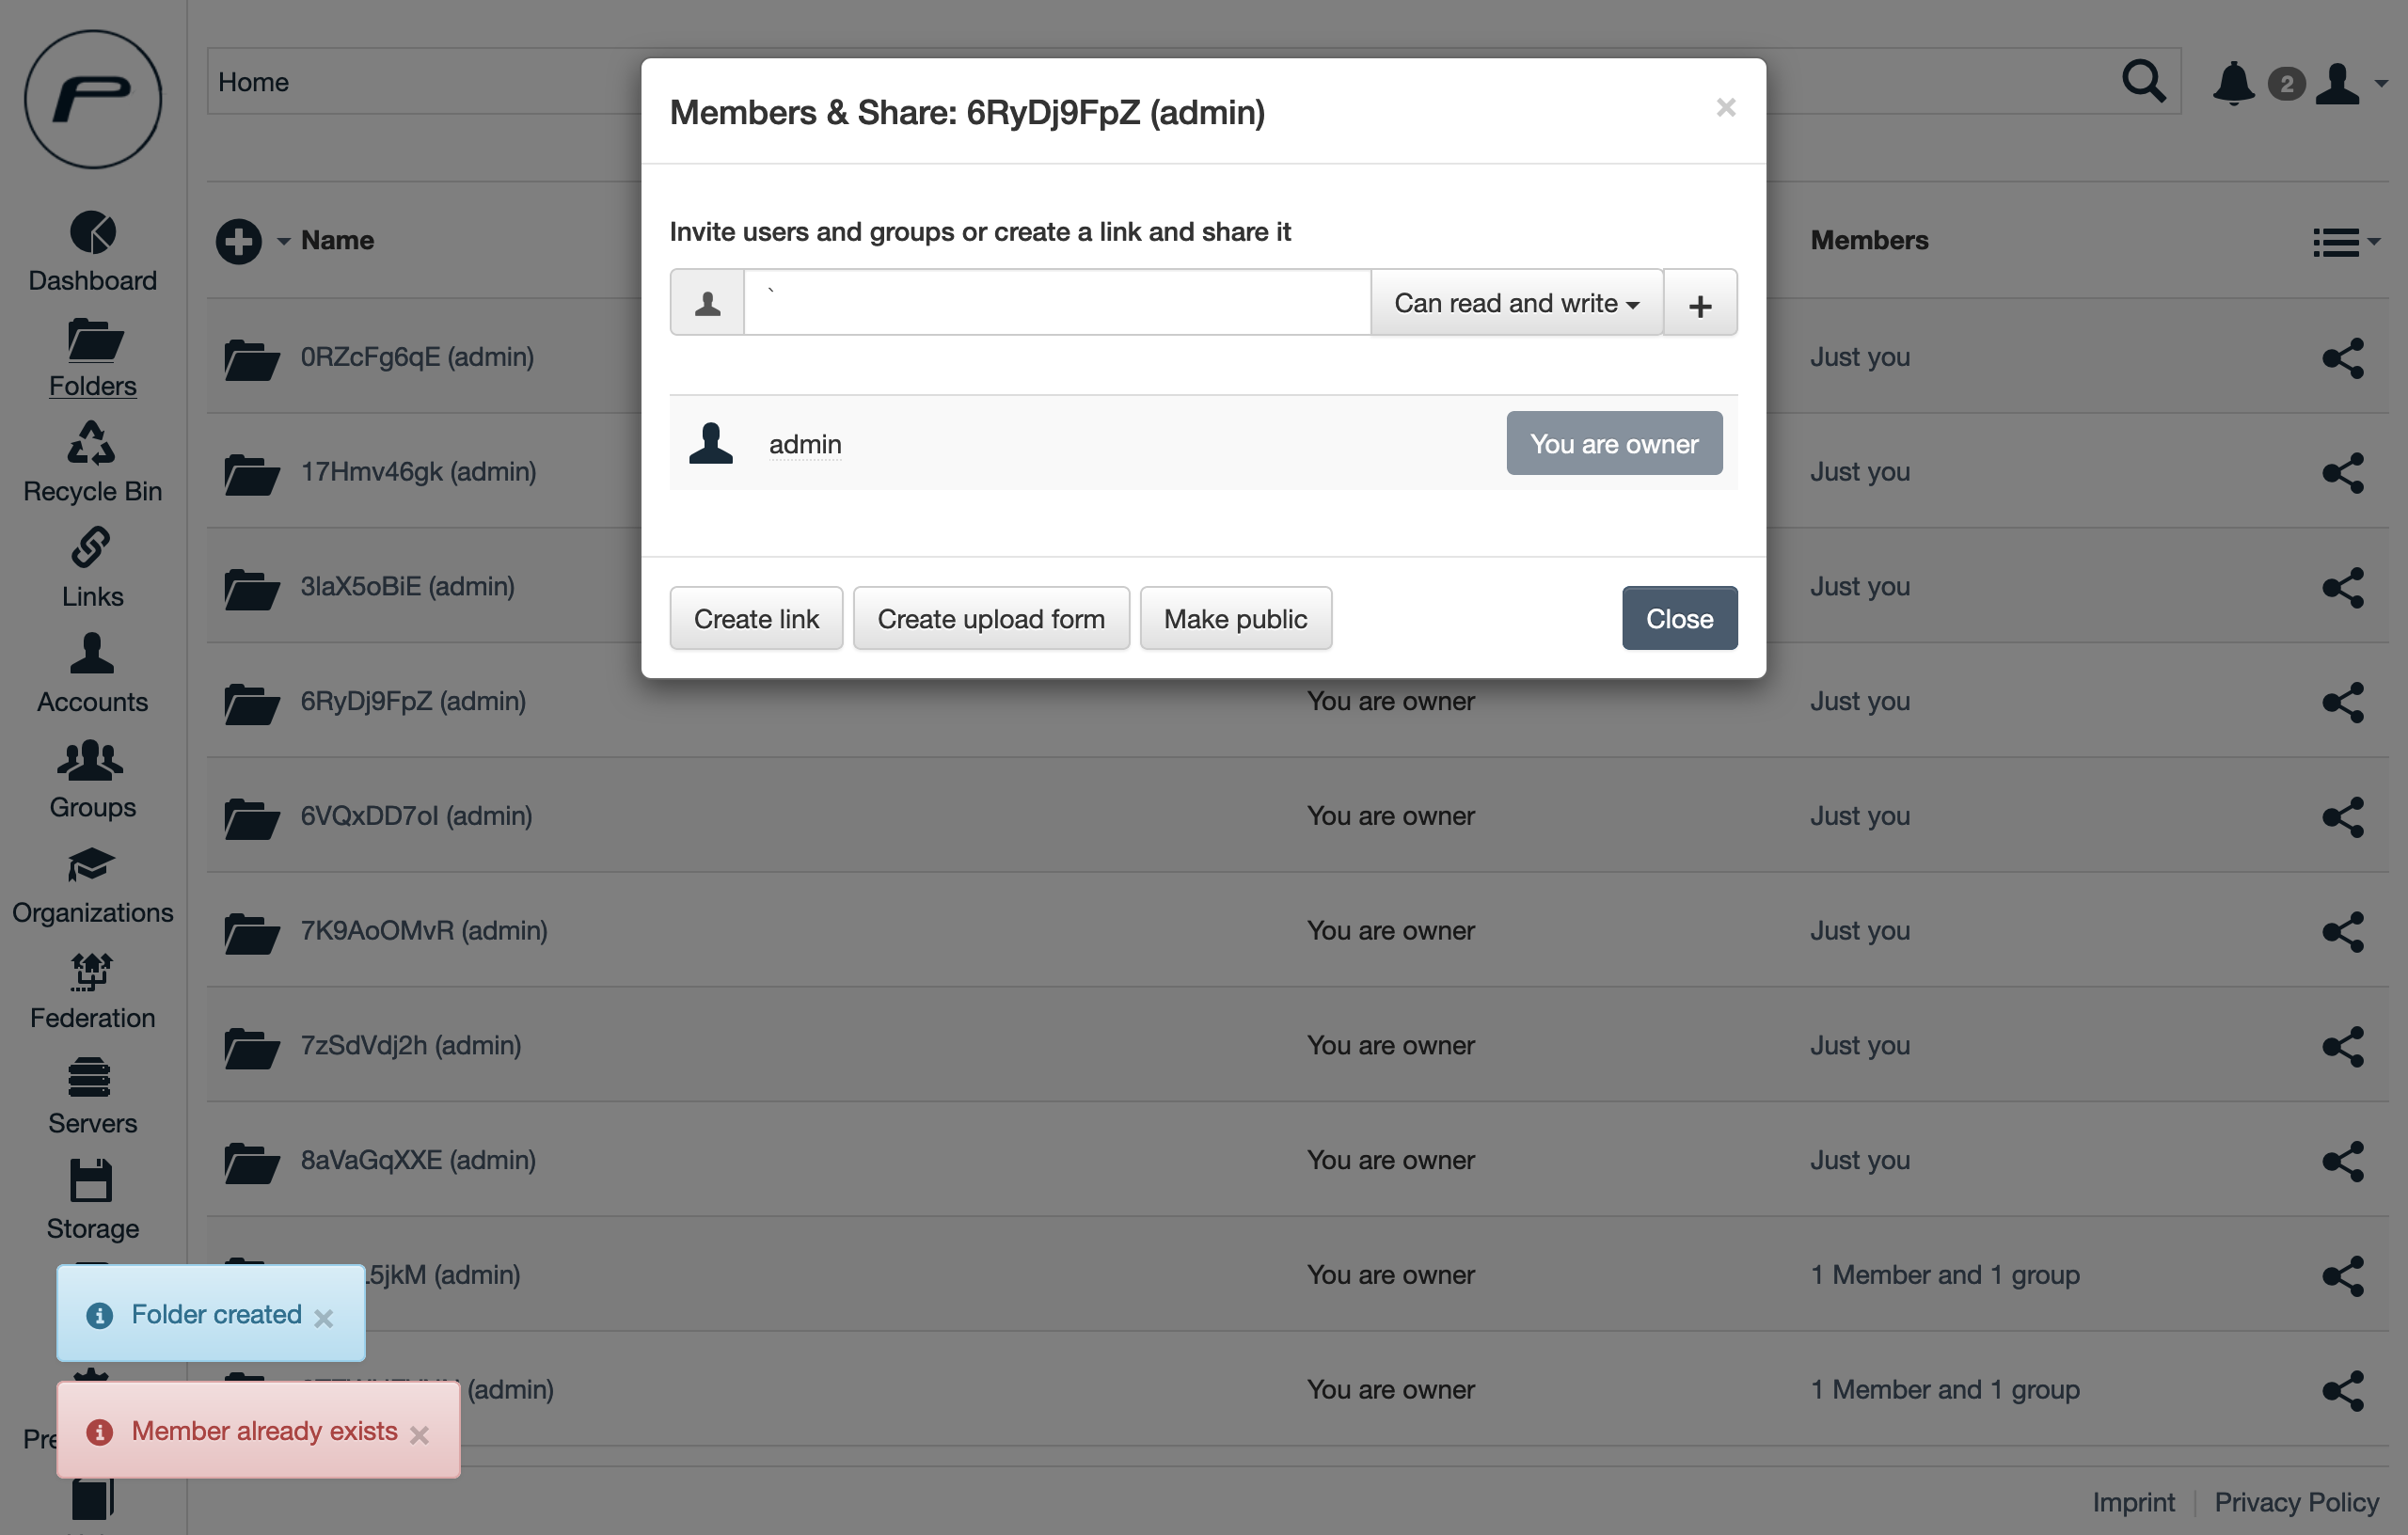 Home
2
Members & Share: 6RyDj9FpZ (admin)
×
Invite users and groups or create a link and share it
`
Can read and write
+
admin
You are owner
Create link
Create upload form
Make public
Close
Dashboard
Folders
Recycle Bin
Links
Accounts
Groups
Organizations
Federation
Servers
Storage
Name
Members
0RZcFg6qE (admin)
Just you
17Hmv46gk (admin)
Just you
3laX5oBiE (admin)
Just you
6RyDj9FpZ (admin)
You are owner
Just you
6VQxDD7oI (admin)
You are owner
Just you
7K9AoOMvR (admin)
You are owner
Just you
7zSdVdj2h (admin)
You are owner
Just you
8aVaGqXXE (admin)
You are owner
Just you
5jkM (admin)
You are owner
1 Member and 1 group
(admin)
You are owner
1 Member and 1 group
Folder created ×
Member already exists ×
Pre
Imprint
Privacy Policy